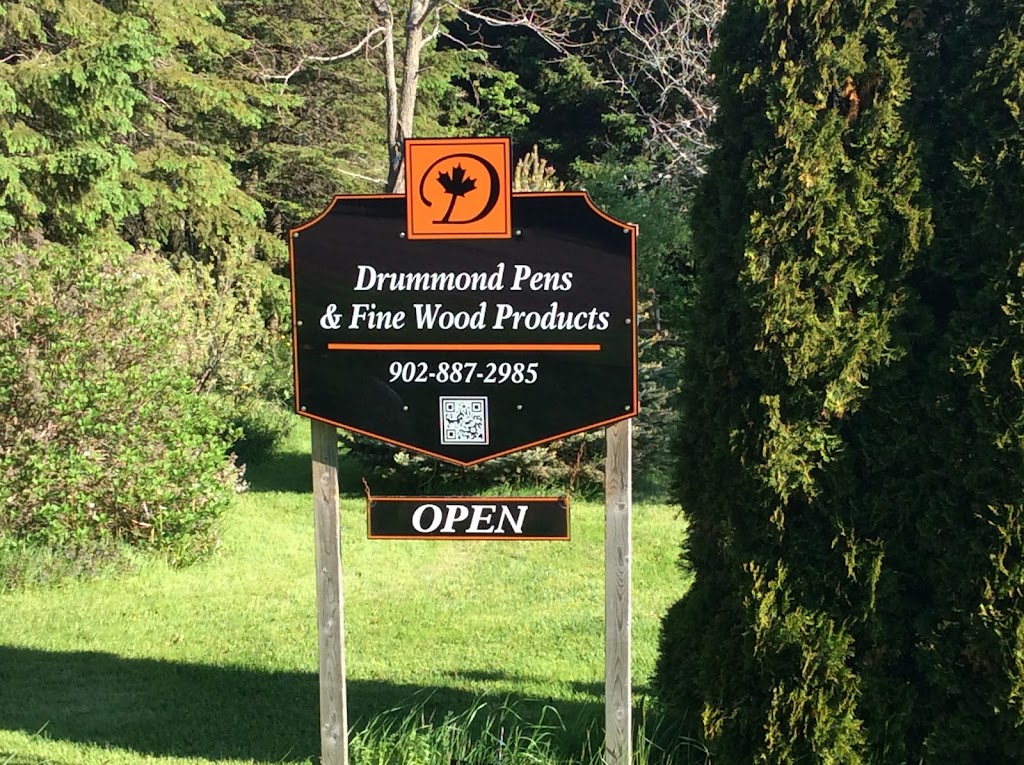 D
Drummond Pens
& Fine Wood Products
902-887-2985
OPEN